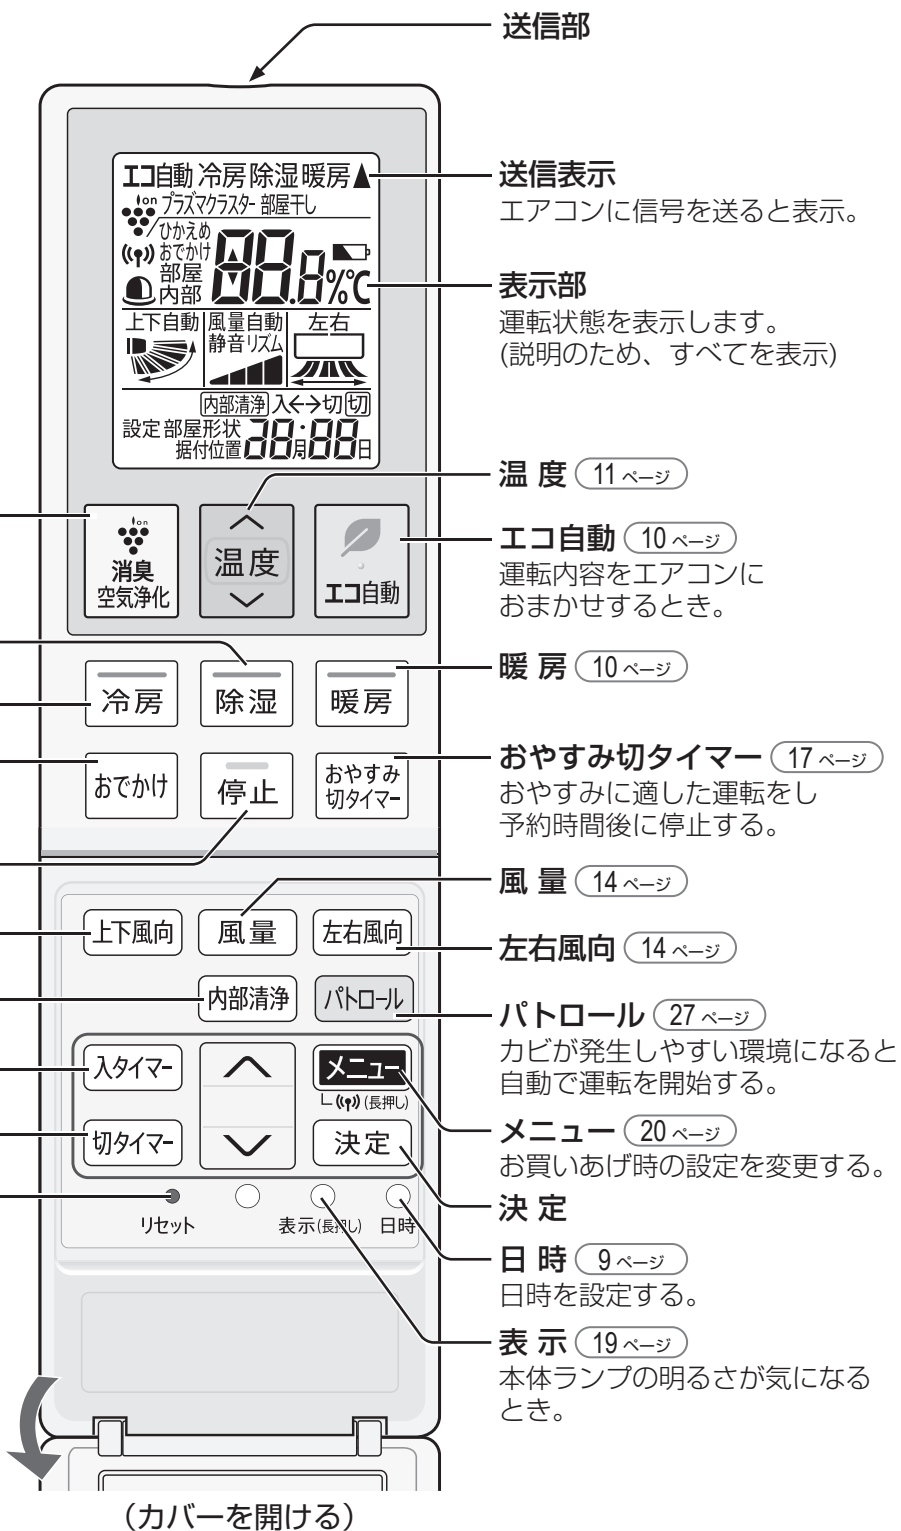 送信部
送信表示
エアコンに信号を送ると表示。
表示部
運転状態を表示します。
(説明のため、すべてを表示)
温 度 11 ページ
エコ自動 10 ページ
運転内容をエアコンに
おまかせするとき。
暖 房 10 ページ
おやすみ切タイマー 17 ページ
おやすみに適した運転をし
予約時間後に停止する。
風 量 14 ページ
左右風向 14 ページ
パトロール 27 ページ
カビが発生しやすい環境になると
自動で運転を開始する。
メニュー 20 ページ
お買いあげ時の設定を変更する。
決 定
日 時 9 ページ
日時を設定する。
表 示 19 ページ
本体ランプの明るさが気になる
とき。
エコ自動 冷房 除湿 暖房▲
on プラズマクラスター 部屋干し
ひかえめ
おでかけ
部屋
内部
88.8%℃
上下自動 風量自動 左右
静音リズム
内部清浄 入←→切 切
設定 部屋形状
据付位置 28月88日
ion
消臭
空気浄化
温度
エコ自動
冷房 除湿 暖房
おでかけ 停止 おやすみ
切タイマー
上下風向 風量 左右風向
内部清浄 パトロール
入タイマー メニュー
(長押し)
切タイマー 決定
リセット 表示(長押し) 日時
(カバーを開ける)